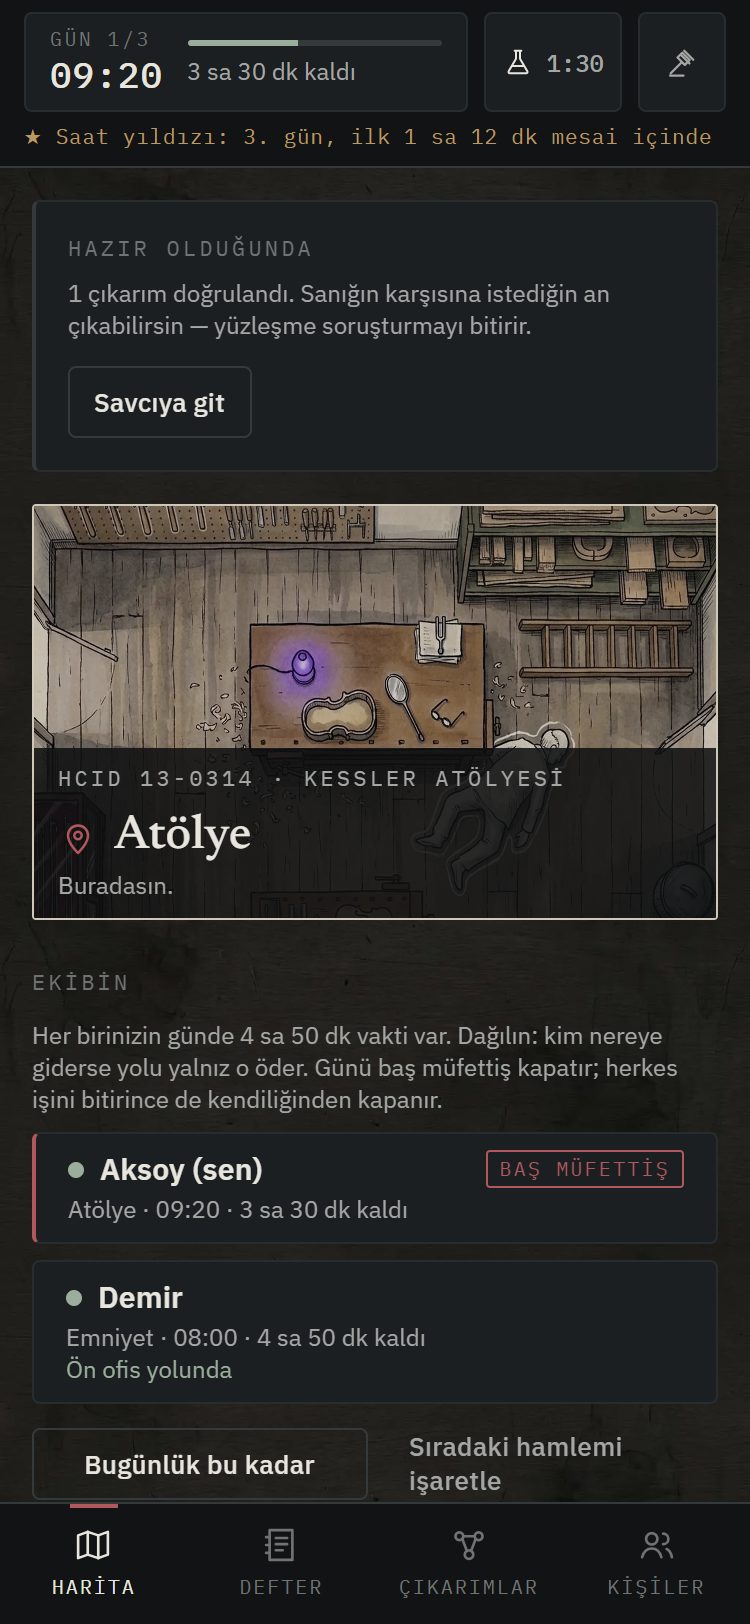 GÜN 1/3
09:20
3 sa 30 dk kaldı
1:30
★ Saat yıldızı: 3. gün, ilk 1 sa 12 dk mesai içinde
HAZIR OLDUĞUNDA
1 çıkarım doğrulandı. Sanığın karşısına istediğin an
çıkabilirsin — yüzleşme soruşturmayı bitirir.
Savcıya git
HCID 13-0314 · KESSLER ATÖLYESİ
Atölye
Buradasın.
EKİBİN
Her birinizin günde 4 sa 50 dk vakti var. Dağılın: kim nereye
giderse yolu yalnız o öder. Günü baş müfettiş kapatır; herkes
işini bitirince de kendiliğinden kapanır.
Aksoy (sen)
BAŞ MÜFETTİŞ
Atölye · 09:20 · 3 sa 30 dk kaldı
Demir
Emniyet · 08:00 · 4 sa 50 dk kaldı
Ön ofis yolunda
Bugünlük bu kadar
Sıradaki hamlemi
işaretle
HARİTA
DEFTER
ÇIKARIMLAR
KİŞİLER